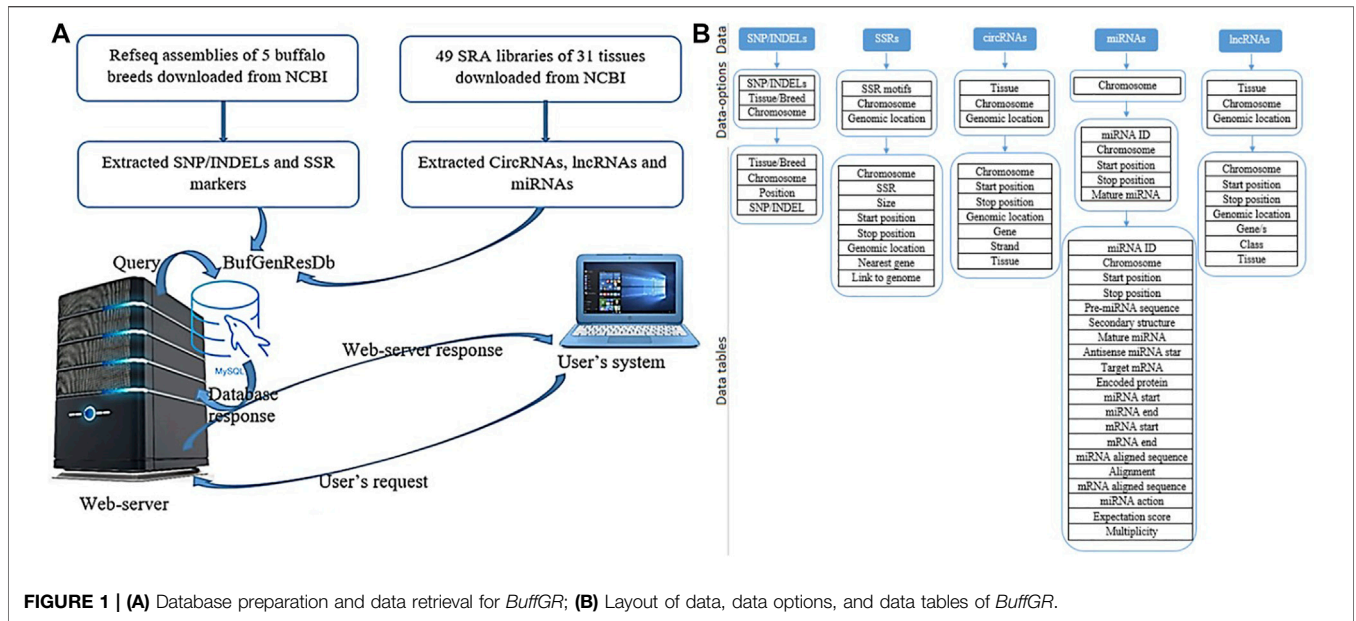 A
Refseq assemblies of 5 buffalo
breeds downloaded from NCBI
49 SRA libraries of 31 tissues
downloaded from NCBI
Extracted SNP/INDELs and SSR
markers
Extracted CircRNAs, lncRNAs and
miRNAs
Query
BufGenResDb
MySQL
Database
response
Web-server response
User's system
User's request
Web-server
B
Data
SNP/INDELs
SSRs
circRNAs
miRNAs
lncRNAs
Data-options
SNP/INDELs
Tissue/Breed
Chromosome
SSR motifs
Chromosome
Genomic location
Tissue
Chromosome
Genomic location
Chromosome
Tissue
Chromosome
Genomic location
Data tables
Tissue/Breed
Chromosome
Position
SNP/INDEL
Chromosome
SSR
Size
Start position
Stop position
Genomic location
Nearest gene
Link to genome
Chromosome
Start position
Stop position
Genomic location
Gene
Strand
Tissue
miRNA ID
Chromosome
Start position
Stop position
Mature miRNA
miRNA ID
Chromosome
Start position
Stop position
Pre-miRNA sequence
Secondary structure
Mature miRNA
Antisense miRNA star
Target mRNA
Encoded protein
miRNA start
miRNA end
mRNA start
mRNA end
miRNA aligned sequence
Alignment
mRNA aligned sequence
miRNA action
Expectation score
Multiplicity
Chromosome
Start position
Stop position
Genomic location
Gene/s
Class
Tissue
FIGURE 1 | (A) Database preparation and data retrieval for BuffGR; (B) Layout of data, data options, and data tables of BuffGR.